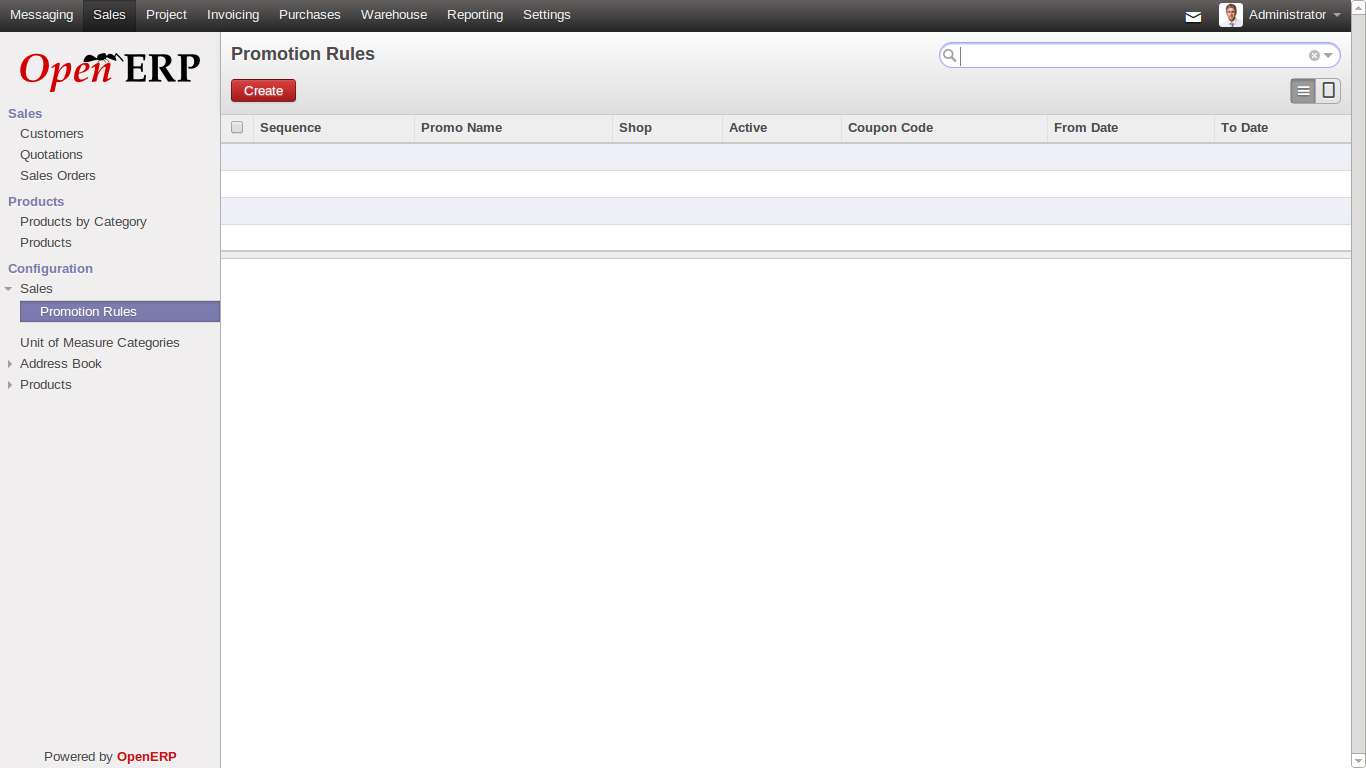 Messaging Sales Project Invoicing Purchases Warehouse Reporting Settings Administrator
Open ERP
Promotion Rules
Create
Sales
Customers
Quotations
Sales Orders
Products
Products by Category
Products
Configuration
Sales
Promotion Rules
Unit of Measure Categories
Address Book
Products
Powered by OpenERP
Sequence Promo Name Shop Active Coupon Code From Date To Date